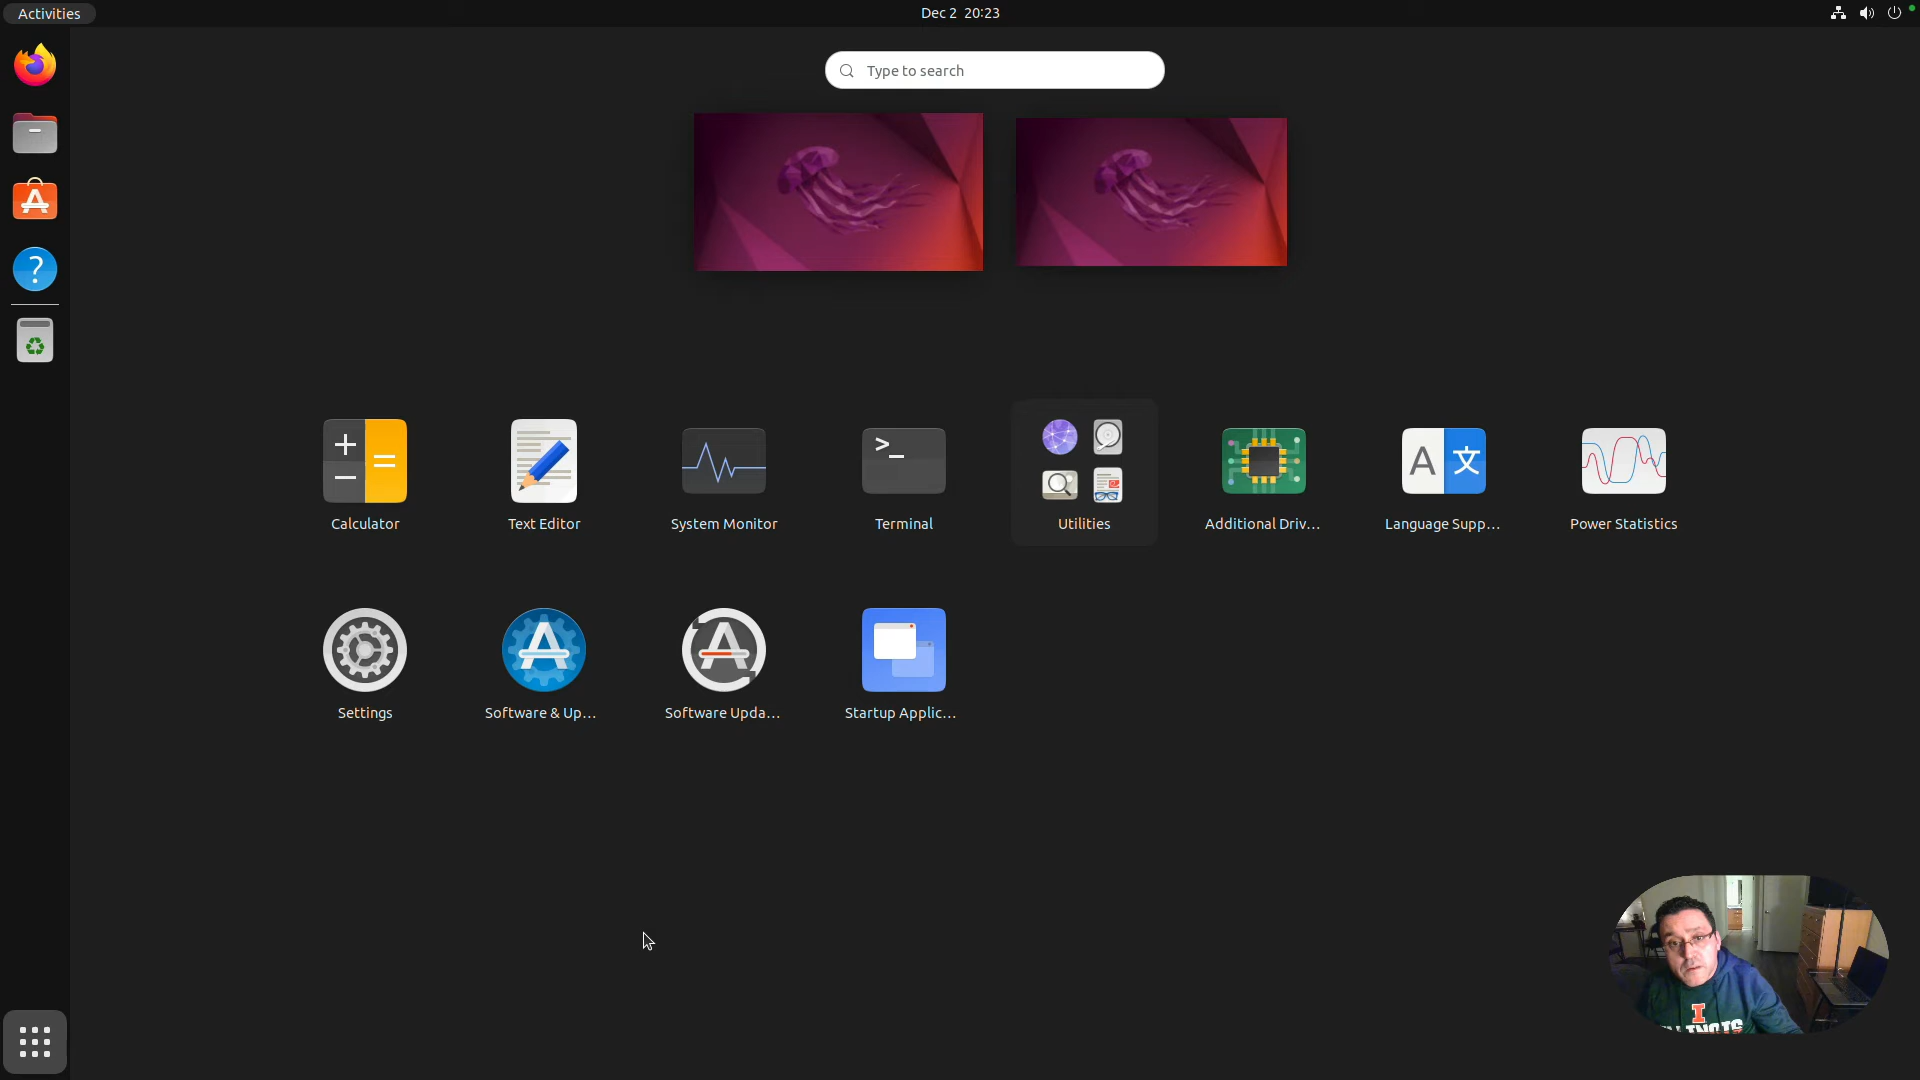 Activities
Dec 2 20:23
Type to search
Calculator
Text Editor
System Monitor
>_
Terminal
Utilities
Additional Driv...
A 文
Language Supp...
Power Statistics
Settings
Software & Up...
Software Upda...
Startup Applic...
I